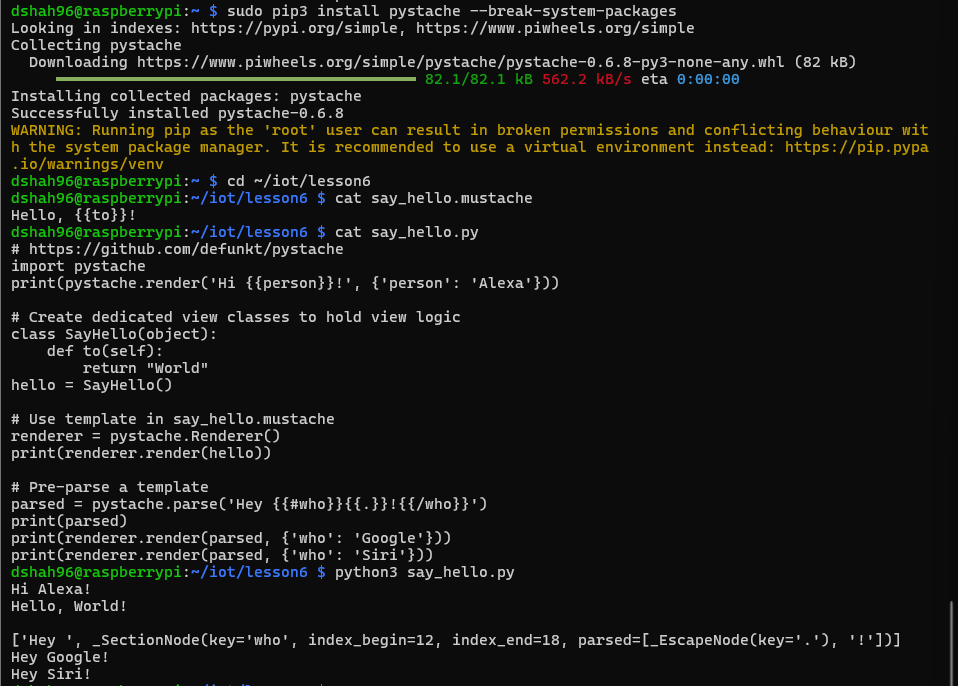 dshah96@raspberrypi:~ $ sudo pip3 install pystache --break-system-packages
Looking in indexes: https://pypi.org/simple, https://www.piwheels.org/simple
Collecting pystache
  Downloading https://www.piwheels.org/simple/pystache/pystache-0.6.8-py3-none-any.whl (82 kB)
82.1/82.1 kB 562.2 kB/s eta 0:00:00
Installing collected packages: pystache
Successfully installed pystache-0.6.8
WARNING: Running pip as the 'root' user can result in broken permissions and conflicting behaviour wit
h the system package manager. It is recommended to use a virtual environment instead: https://pip.pypa
.io/warnings/venv
dshah96@raspberrypi:~ $ cd ~/iot/lesson6
dshah96@raspberrypi:~/iot/lesson6 $ cat say_hello.mustache
Hello, {{to}}!
dshah96@raspberrypi:~/iot/lesson6 $ cat say_hello.py
# https://github.com/defunkt/pystache
import pystache
print(pystache.render('Hi {{person}}!', {'person': 'Alexa'}))

# Create dedicated view classes to hold view logic
class SayHello(object):
    def to(self):
        return "World"
hello = SayHello()

# Use template in say_hello.mustache
renderer = pystache.Renderer()
print(renderer.render(hello))

# Pre-parse a template
parsed = pystache.parse('Hey {{#who}}{{.}}!{{/who}}')
print(parsed)
print(renderer.render(parsed, {'who': 'Google'}))
print(renderer.render(parsed, {'who': 'Siri'}))
dshah96@raspberrypi:~/iot/lesson6 $ python3 say_hello.py
Hi Alexa!
Hello, World!

['Hey ', _SectionNode(key='who', index_begin=12, index_end=18, parsed=[_EscapeNode(key='.'), '!'])]
Hey Google!
Hey Siri!